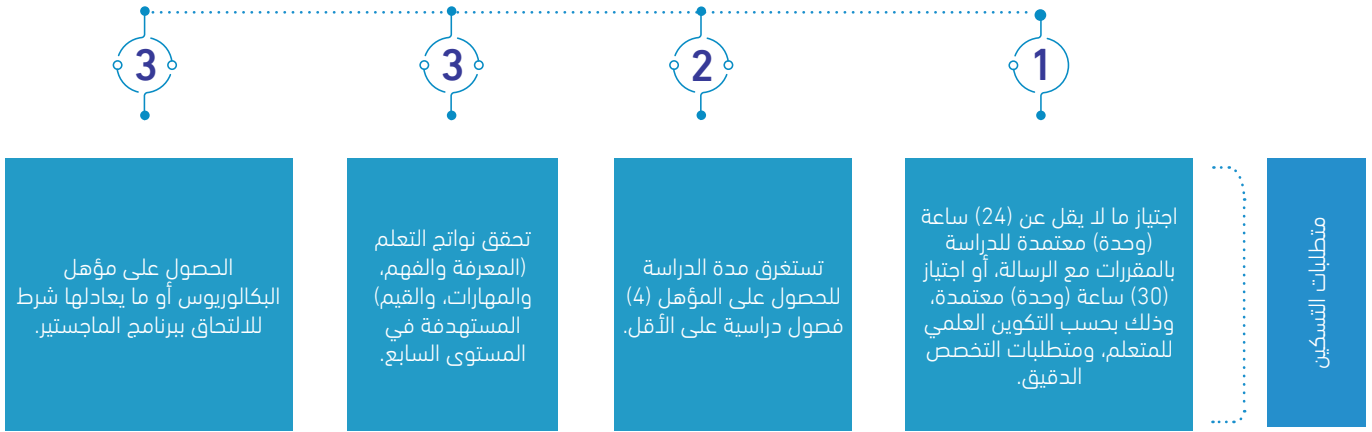 1
2
3
3
متطلبات التسكين
اجتياز ما لا يقل عن (24) ساعة
(وحدة) معتمدة للدراسة
بالمقررات مع الرسالة، أو اجتياز
(30) ساعة (وحدة) معتمدة،
وذلك بحسب التكوين العلمي
للمتعلم، ومتطلبات التخصص
الدقيق.
تستغرق مدة الدراسة
للحصول على المؤهل (4)
فصول دراسية على الأقل.
تحقق نواتج التعلم
(المعرفة والفهم،
والمهارات، والقيم)
المستهدفة في
المستوى السابع.
الحصول على مؤهل
البكالوريوس أو ما يعادلها شرط
للالتحاق ببرنامج الماجستير.